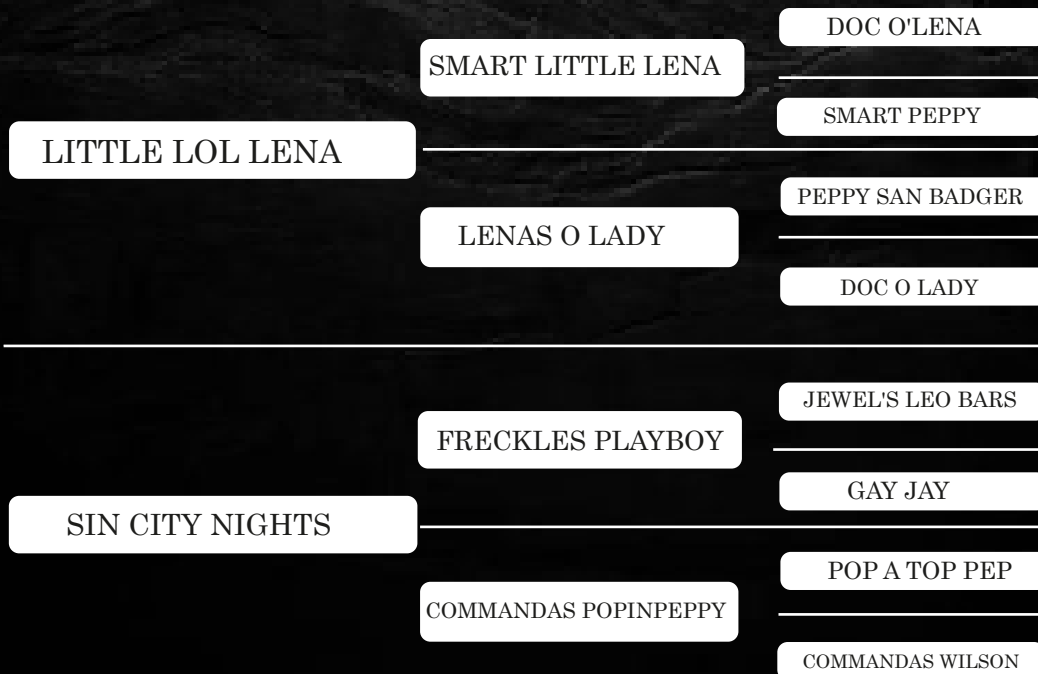 DOC O'LENA
SMART LITTLE LENA
SMART PEPPY
LITTLE LOL LENA
PEPPY SAN BADGER
LENAS O LADY
DOC O LADY
JEWEL'S LEO BARS
FRECKLES PLAYBOY
GAY JAY
SIN CITY NIGHTS
POP A TOP PEP
COMMANDAS POPINPEPPY
COMMANDAS WILSON